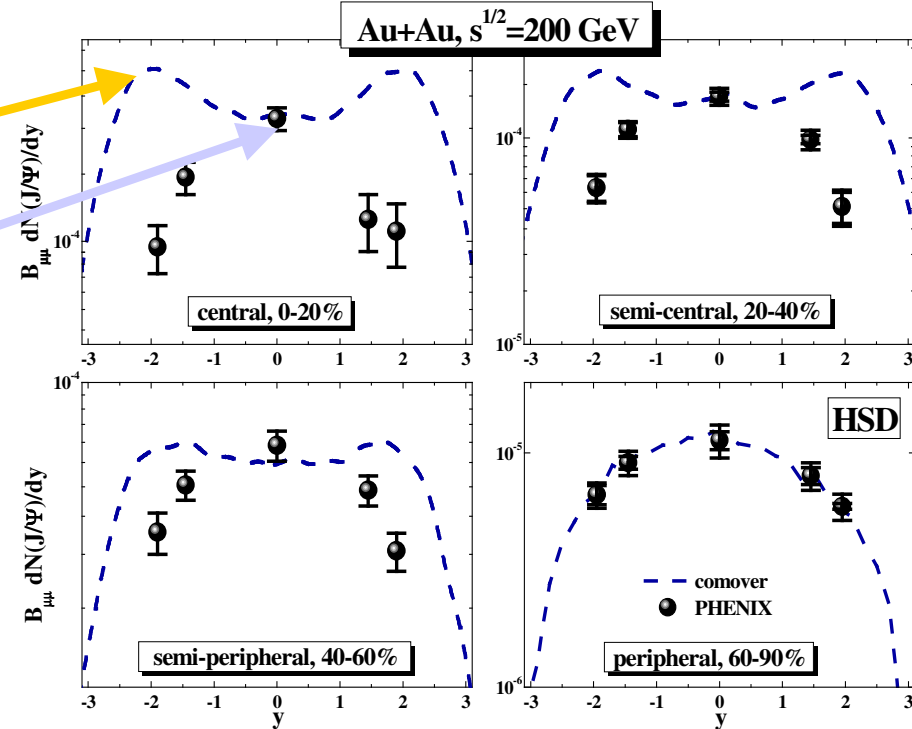 Au+Au, s^1/2=200 GeV
B_μμ dN(J/Ψ)/dy
10^-4
central, 0-20%
-3 -2 -1 0 1 2 3
10^-4
10^-5
semi-central, 20-40%
-3 -2 -1 0 1 2 3
B_μμ dN(J/Ψ)/dy
10^-4
semi-peripheral, 40-60%
-3 -2 -1 0 1 2 3
y
HSD
10^-5
10^-6
comover
PHENIX
peripheral, 60-90%
-3 -2 -1 0 1 2 3
y